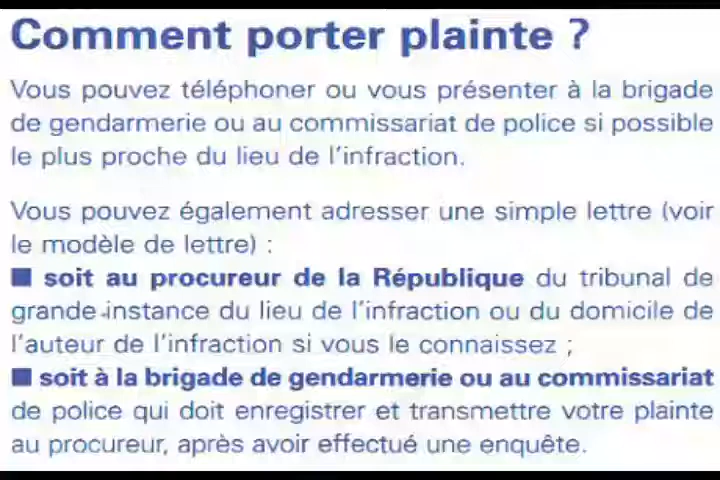 Comment porter plainte ?
Vous pouvez téléphoner ou vous présenter à la brigade
de gendarmerie ou au commissariat de police si possible
le plus proche du lieu de l'infraction.
Vous pouvez également adresser une simple lettre (voir
le modèle de lettre) :
■ soit au procureur de la République du tribunal de
grande instance du lieu de l'infraction ou du domicile de
l'auteur de l'infraction si vous le connaissez ;
■ soit à la brigade de gendarmerie ou au commissariat
de police qui doit enregistrer et transmettre votre plainte
au procureur, après avoir effectué une enquête.